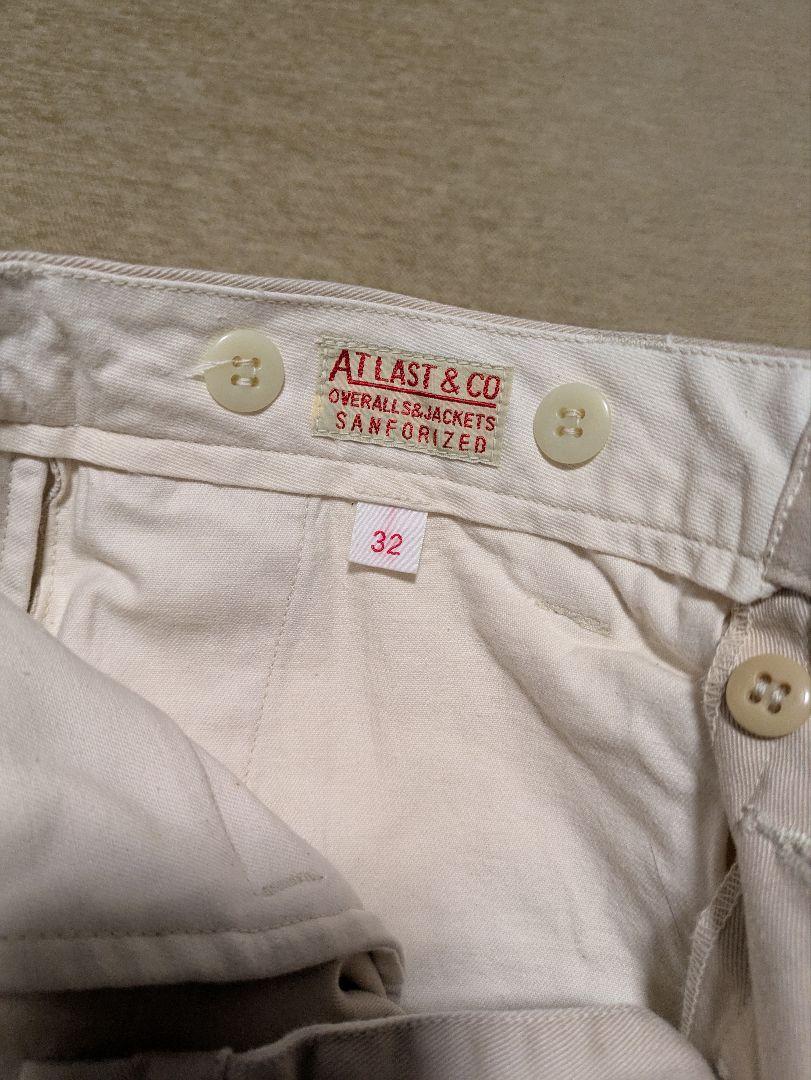 AT LAST & CO
OVERALLS&JACKETS
SANFORIZED
32